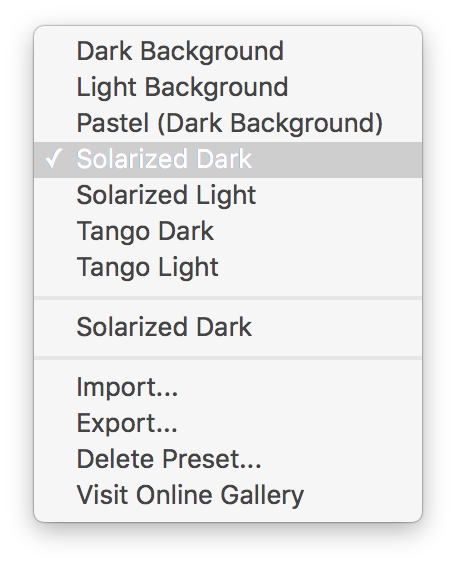 Dark Background
Light Background
Pastel (Dark Background)
✓ Solarized Dark
Solarized Light
Tango Dark
Tango Light
Solarized Dark
Import...
Export...
Delete Preset...
Visit Online Gallery